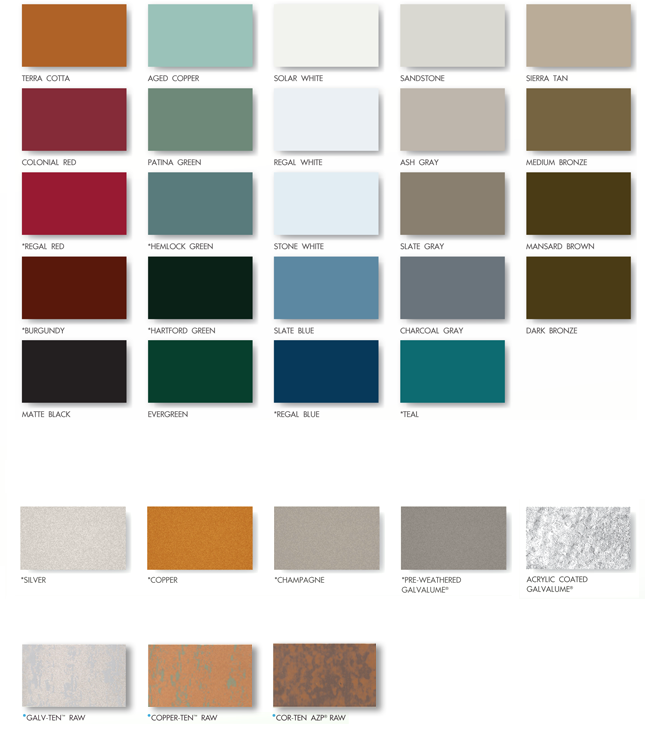 TERRA COTTA
AGED COPPER
SOLAR WHITE
SANDSTONE
SIERRA TAN
COLONIAL RED
PATINA GREEN
REGAL WHITE
ASH GRAY
MEDIUM BRONZE
*REGAL RED
*HEMLOCK GREEN
STONE WHITE
SLATE GRAY
MANSARD BROWN
*BURGUNDY
*HARTFORD GREEN
SLATE BLUE
CHARCOAL GRAY
DARK BRONZE
MATTE BLACK
EVERGREEN
*REGAL BLUE
*TEAL
*SILVER
*COPPER
*CHAMPAGNE
*PRE-WEATHERED
GALVALUME®
ACRYLIC COATED
GALVALUME®
*GALV-TEN™ RAW
*COPPER-TEN™ RAW
*COR-TEN AZP® RAW